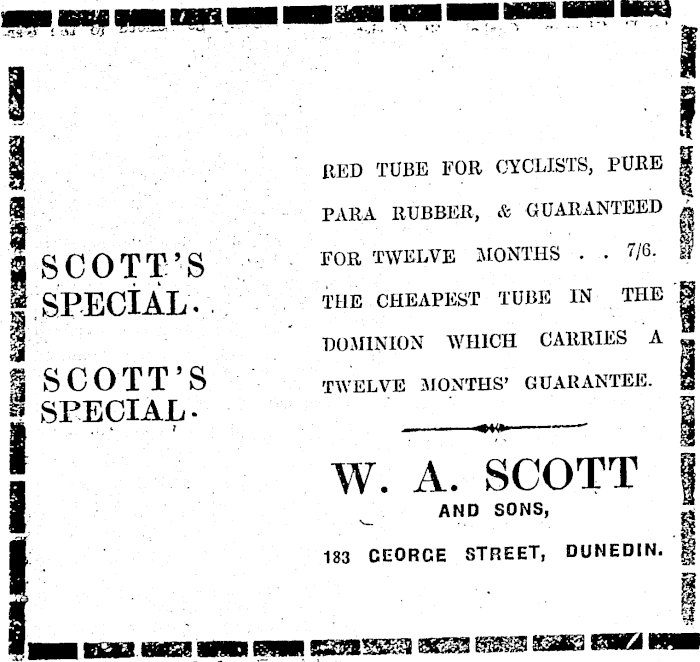 SCOTT'S
SPECIAL.
SCOTT'S
SPECIAL.
RED TUBE FOR CYCLISTS, PURE
PARA RUBBER, & GUARANTEED
FOR TWELVE MONTHS . . 7/6.
THE CHEAPEST TUBE IN THE
DOMINION WHICH CARRIES A
TWELVE MONTHS' GUARANTEE.
W. A. SCOTT
AND SONS,
183 GEORGE STREET, DUNEDIN.